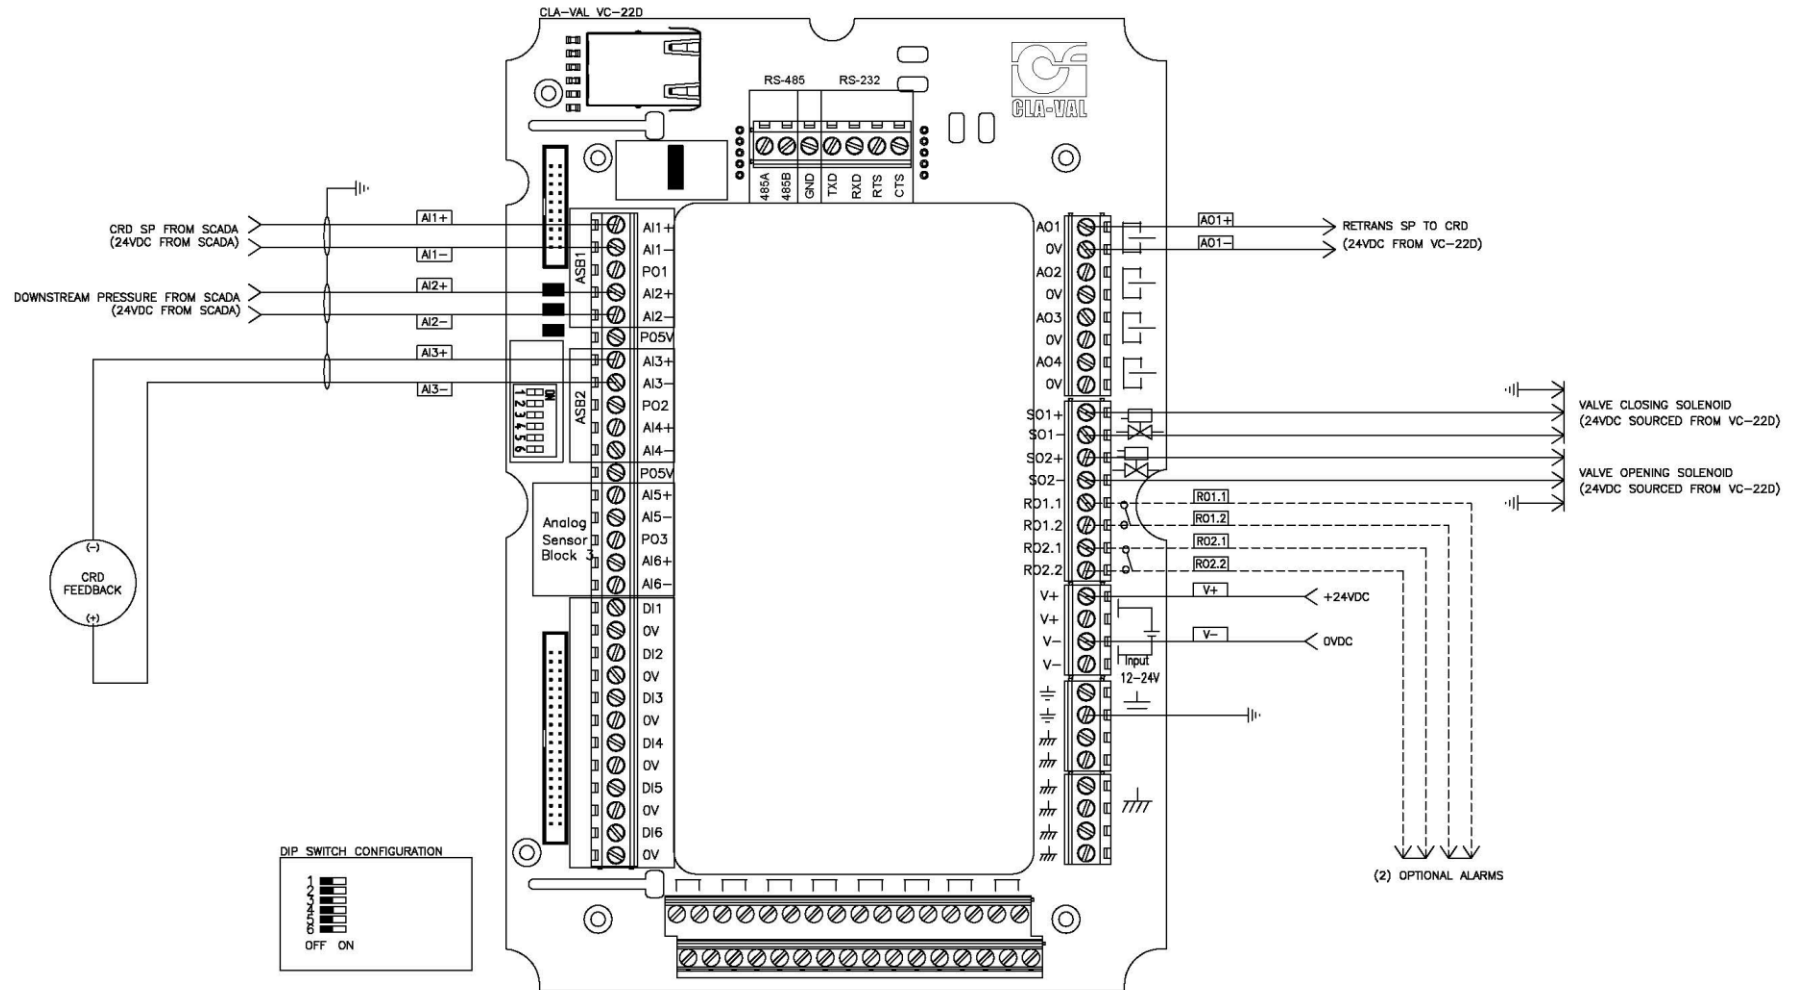 CLA-VAL VC-22D
CLA-VAL
RS-485
RS-232
485A
485B
GND
TXD
RXD
RTS
CTS
CRD SP FROM SCADA
(24VDC FROM SCADA)
AI1+
AI1-
DOWNSTREAM PRESSURE FROM SCADA
(24VDC FROM SCADA)
AI2+
AI2-
AI3+
AI3-
(-)
CRD
FEEDBACK
(+)
ON
1
2
3
4
5
6
ASB1
ASB2
Analog
Sensor
Block 3
AI1+
AI1-
PO1
AI2+
AI2-
PO5V
AI3+
AI3-
PO2
AI4+
AI4-
PO5V
AI5+
AI5-
PO3
AI6+
AI6-
DI1
0V
DI2
0V
DI3
0V
DI4
0V
DI5
0V
DI6
0V
AO1
0V
AO2
0V
AO3
0V
AO4
0V
SO1+
SO1-
SO2+
SO2-
RO1.1
RO1.2
RO2.1
RO2.2
V+
V+
V-
V-
Input
12-24V
AO1+
AO1-
RETRANS SP TO CRD
(24VDC FROM VC-22D)
VALVE CLOSING SOLENOID
(24VDC SOURCED FROM VC-22D)
VALVE OPENING SOLENOID
(24VDC SOURCED FROM VC-22D)
RO1.1
RO1.2
RO2.1
RO2.2
V+
+24VDC
V-
0VDC
(2) OPTIONAL ALARMS
DIP SWITCH CONFIGURATION
1
2
3
4
5
6
OFF ON